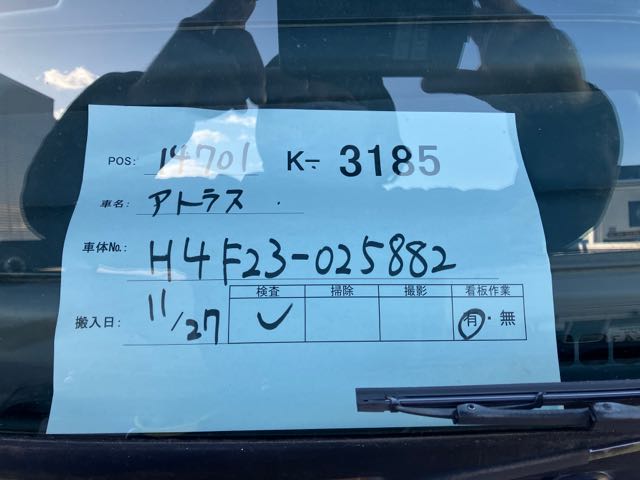 POS: 14701 K- 3185
車名: アトラス
車体No.: H4F23-025882
搬入日: 11/27
検査 掃除 撮影 看板作業
✓ 有・無